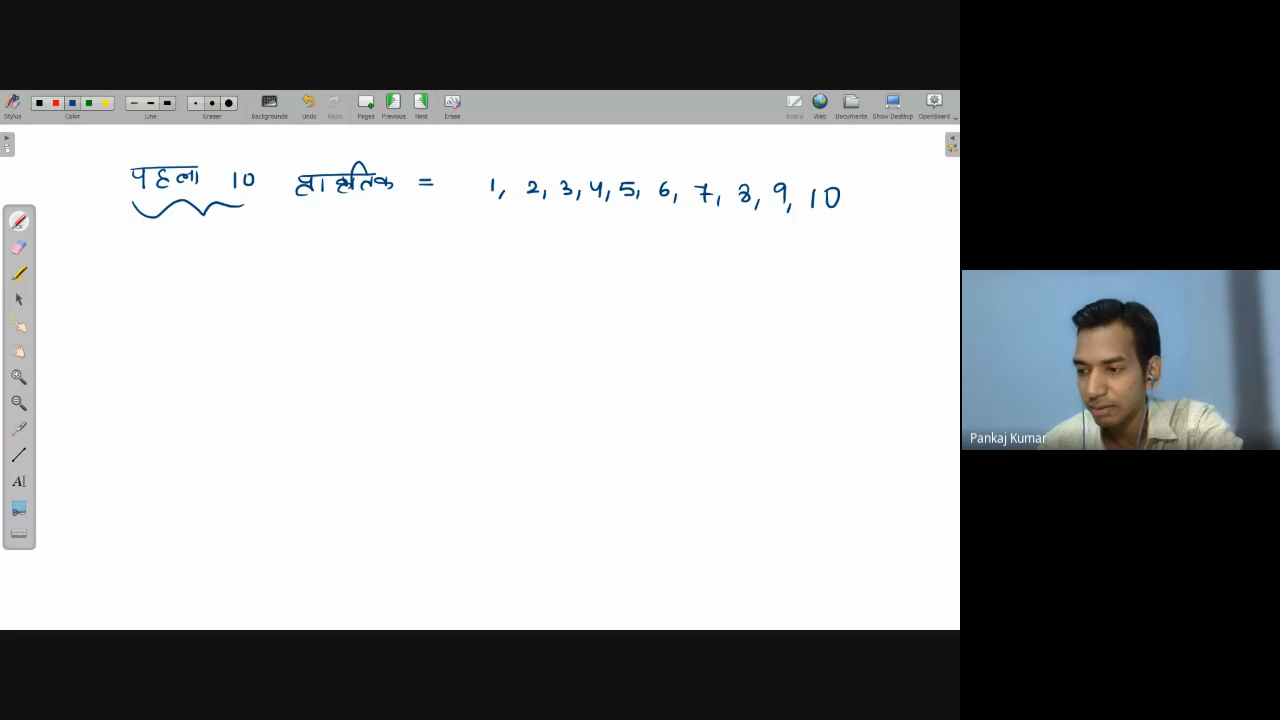 Stylus Color Line Eraser Backgrounds Undo Redo Pages Previous Next Erase Board Web Documents Show Desktop OpenBoard
पहला 10 = 1, 2, 3, 4, 5, 6, 7, 8, 9, 10
Pankaj Kumar